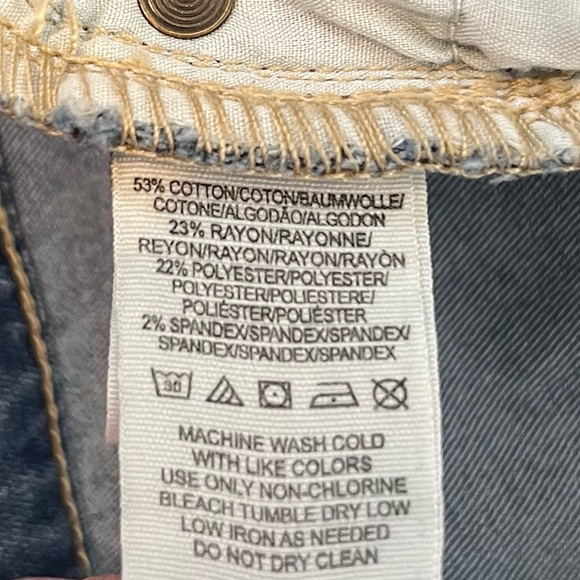 53% COTTON/COTON/BAUMWOLLE/
COTONE/ALGODÃO/ALGODON
23% RAYON/RAYONNE/
REYON/RAYON/RAYON/RAYÒN
22% POLYESTER/POLYESTER/
POLYESTER/POLIESTERE/
POLIÉSTER/POLIÉSTER
2% SPANDEX/SPANDEX/SPANDEX/
SPANDEX/SPANDEX/SPANDEX
30
MACHINE WASH COLD
WITH LIKE COLORS
USE ONLY NON-CHLORINE
BLEACH TUMBLE DRY LOW
LOW IRON AS NEEDED
DO NOT DRY CLEAN